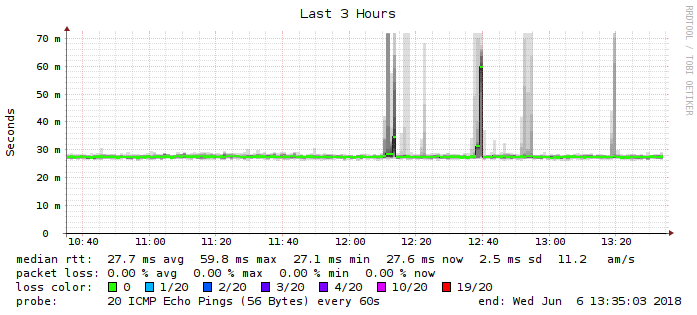 Last 3 Hours
RRDTOOL / TOBI OETIKER
Seconds
70 m
60 m
50 m
40 m
30 m
20 m
10 m
0
10:40 11:00 11:20 11:40 12:00 12:20 12:40 13:00 13:20
median rtt: 27.7 ms avg 59.8 ms max 27.1 ms min 27.6 ms now 2.5 ms sd 11.2 am/s
packet loss: 0.00 % avg 0.00 % max 0.00 % min 0.00 % now
loss color: 0 1/20 2/20 3/20 4/20 10/20 19/20
probe: 20 ICMP Echo Pings (56 Bytes) every 60s end: Wed Jun 6 13:35:03 2018